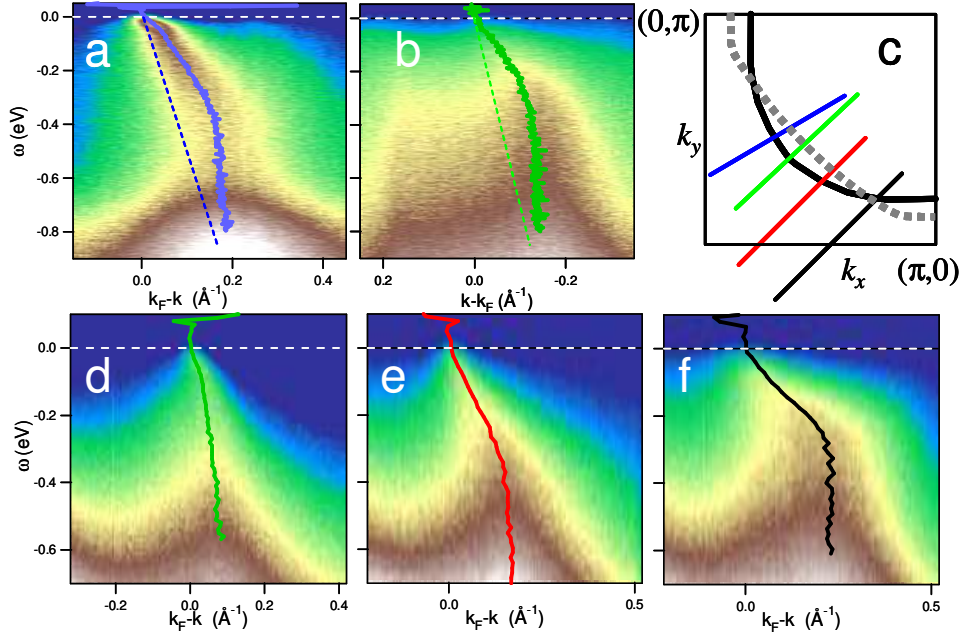 a
0.0
-0.2
-0.4
-0.6
-0.8
ω (eV)
0.0
0.2
0.4
k_F-k (Å⁻¹)
b
0.2
0.0
-0.2
k-k_F (Å⁻¹)
(0,π)
c
k_y
k_x
(π,0)
d
0.0
-0.2
-0.4
-0.6
ω (eV)
-0.2
0.0
0.2
0.4
k_F-k (Å⁻¹)
e
0.0
0.5
k_F-k (Å⁻¹)
f
0.0
0.5
k_F-k (Å⁻¹)